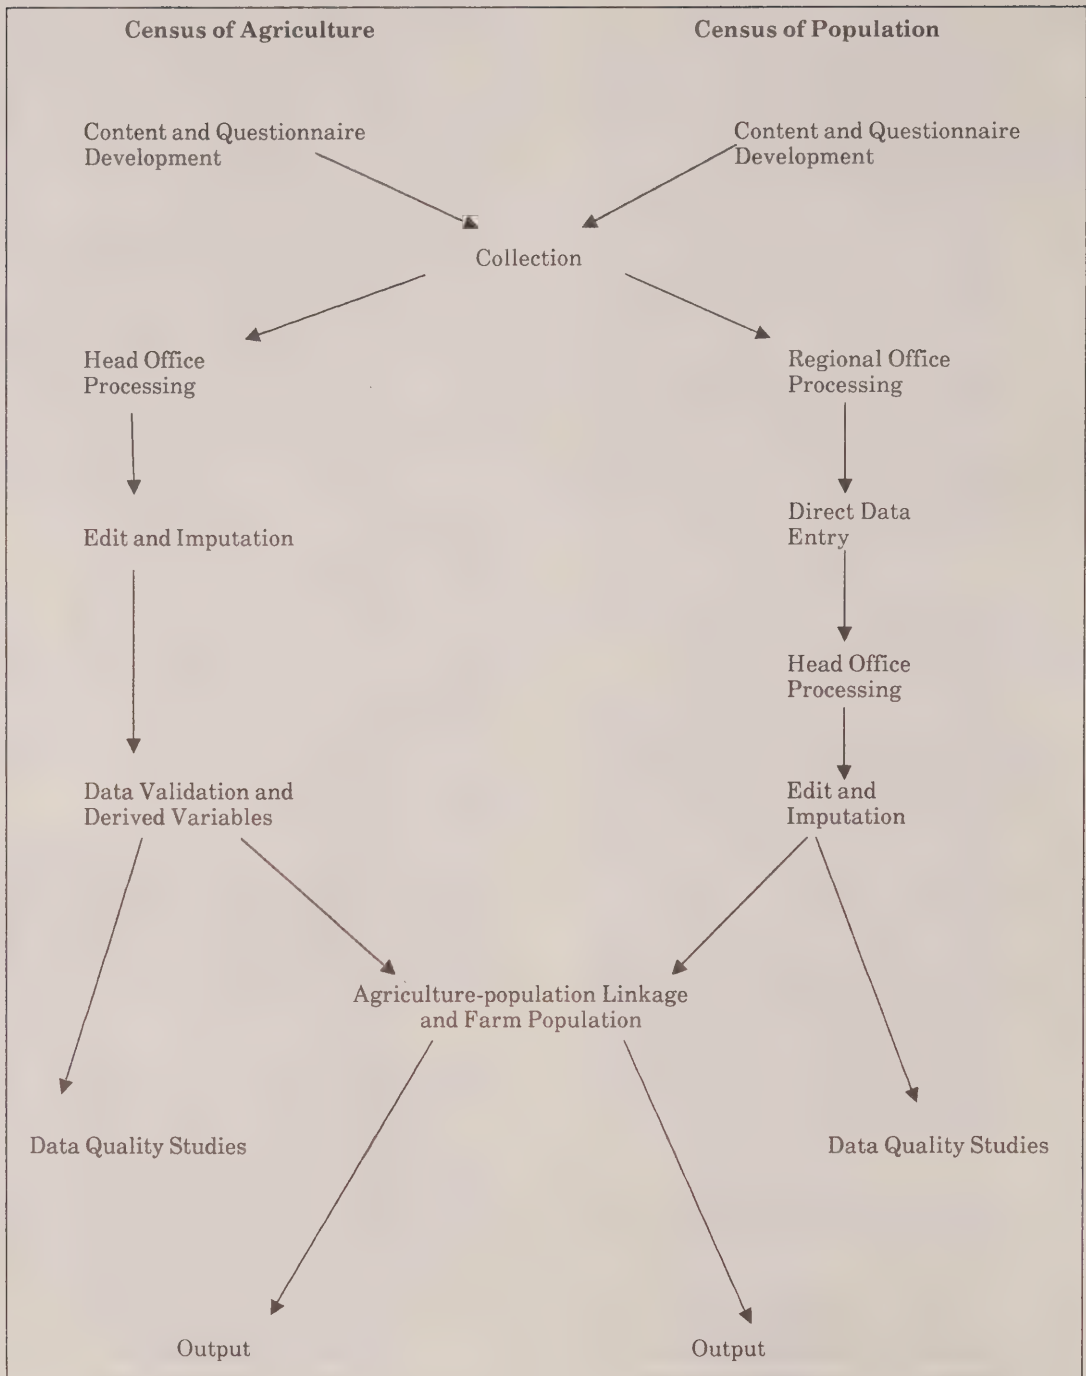 Census of Agriculture
Census of Population
Content and Questionnaire
Development
Content and Questionnaire
Development
Collection
Head Office
Processing
Regional Office
Processing
Edit and Imputation
Direct Data
Entry
Head Office
Processing
Data Validation and
Derived Variables
Edit and
Imputation
Agriculture-population Linkage
and Farm Population
Data Quality Studies
Data Quality Studies
Output
Output